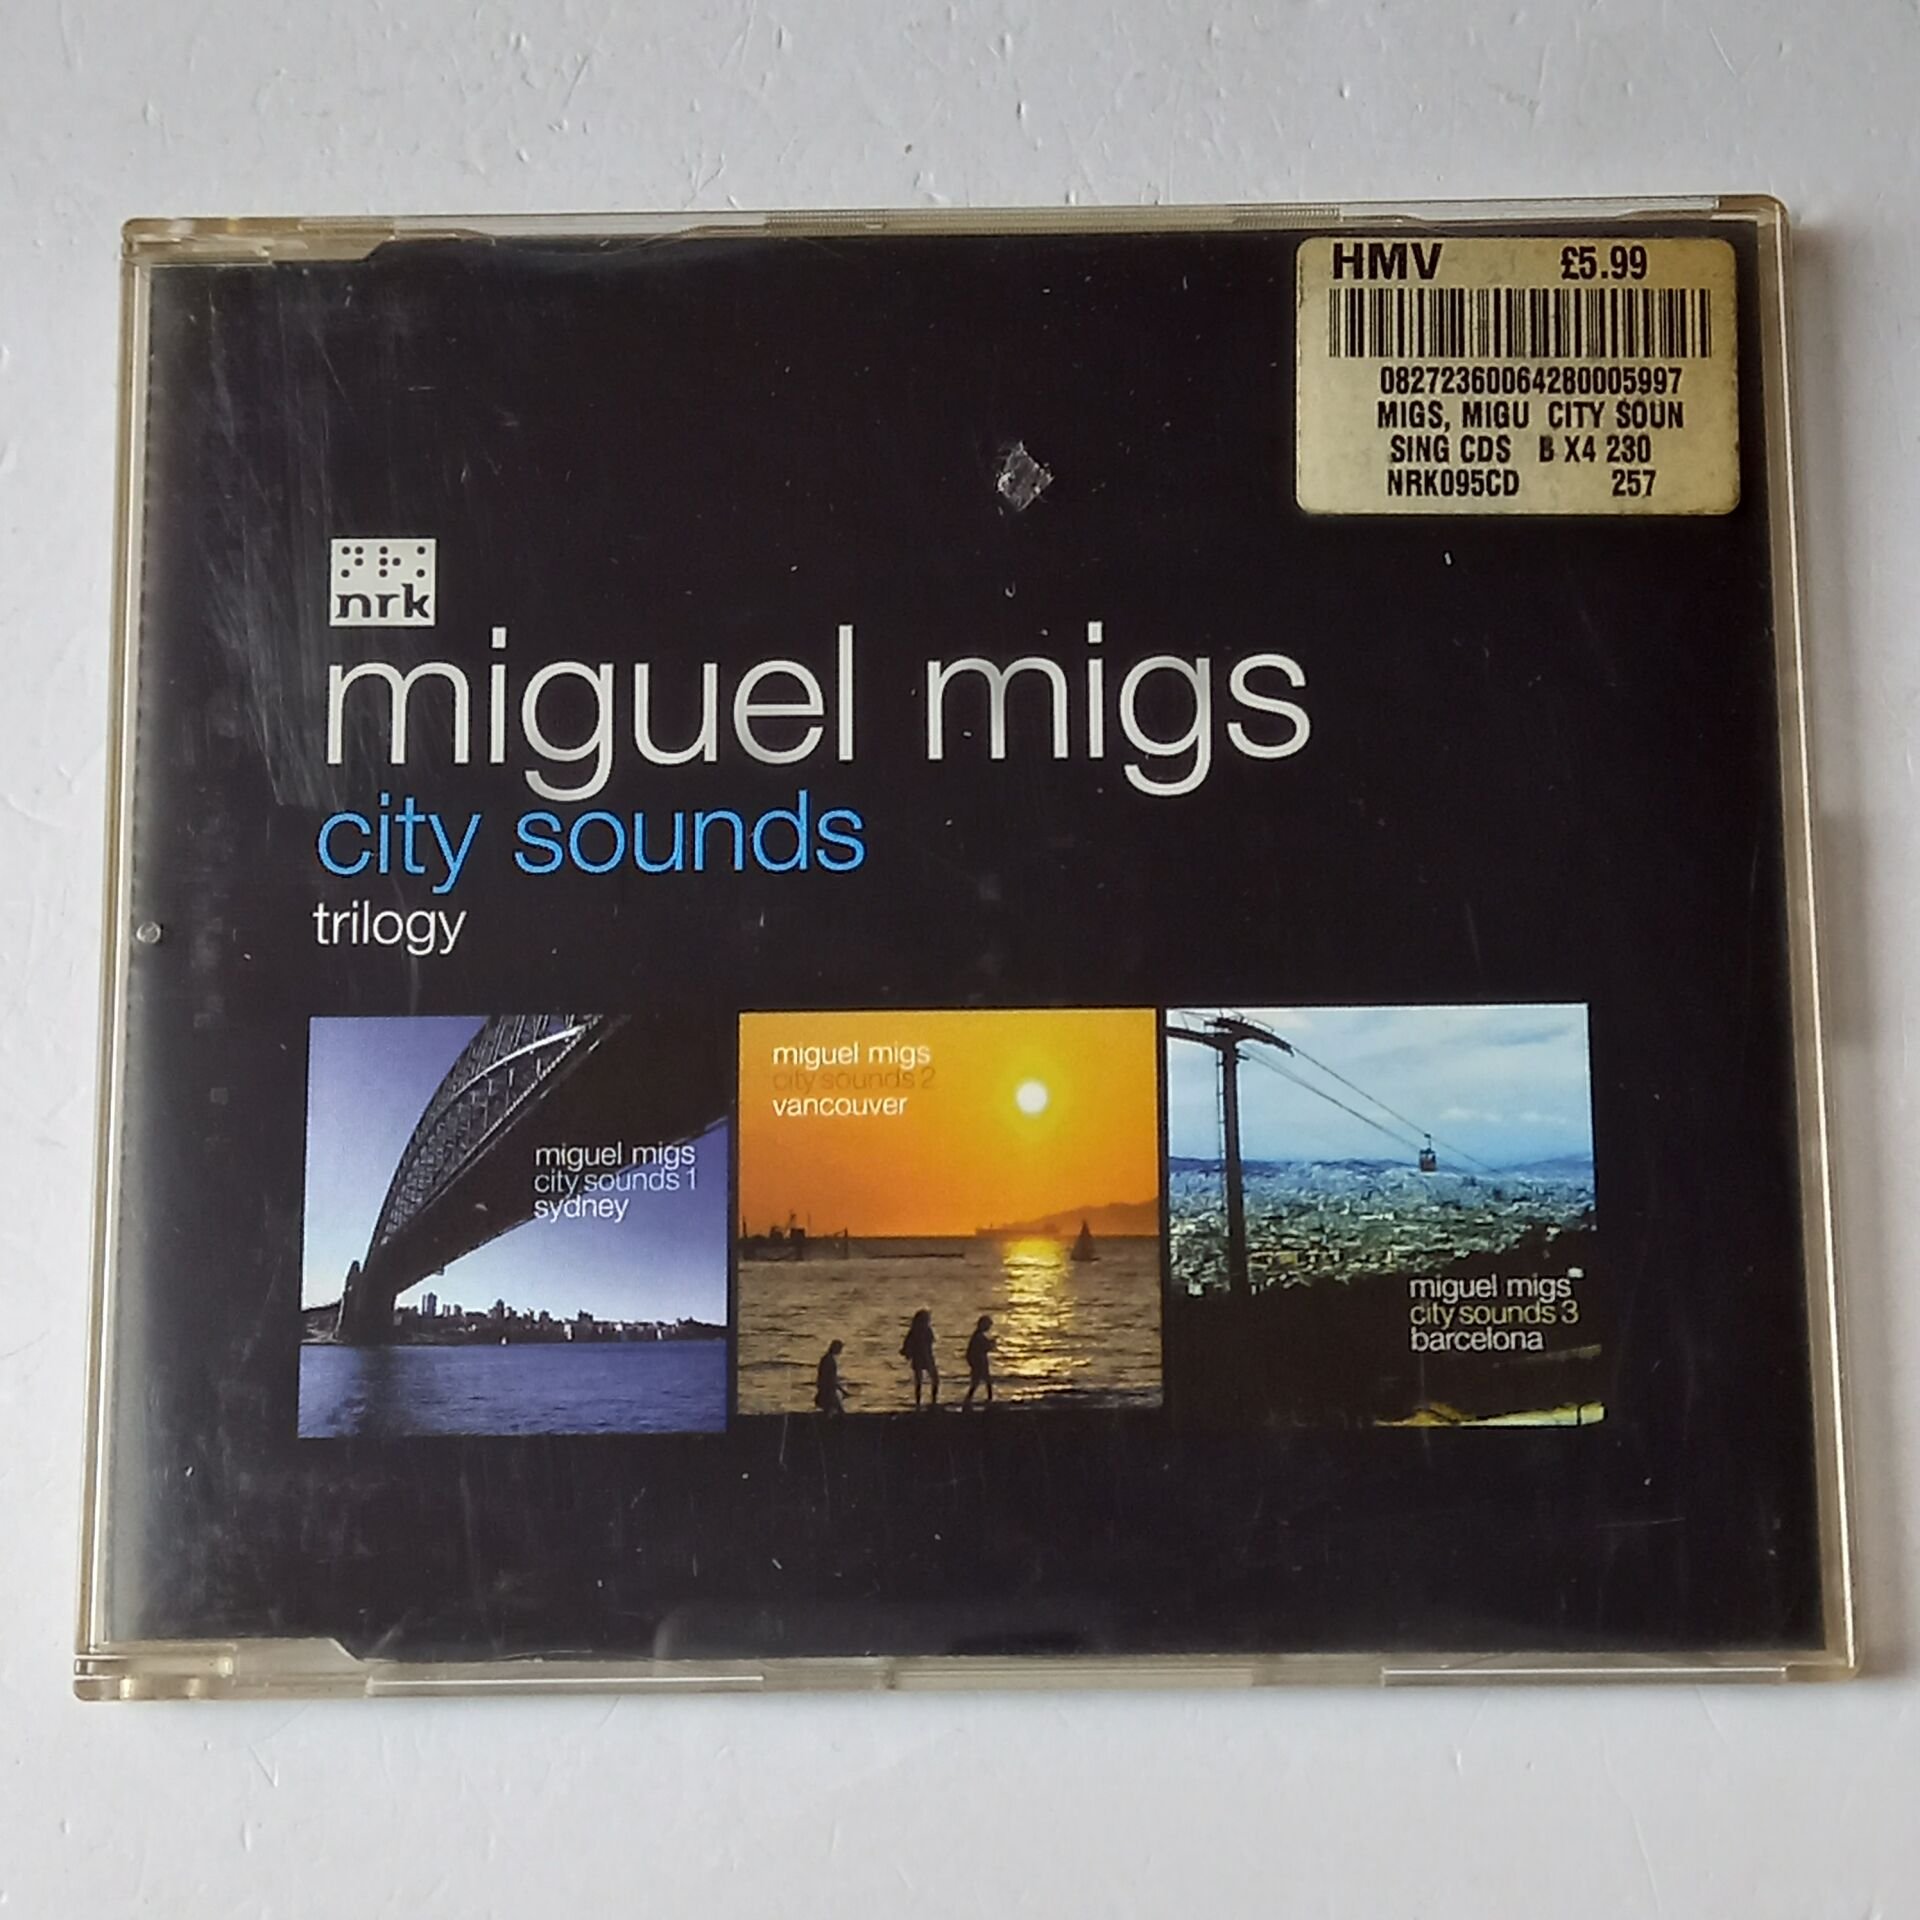 HMV £5.99
08272360064280005997
MIGS, MIGU CITY SOUN
SING CDS B X4 230
NRK095CD 257
nrk
miguel migs
city sounds
trilogy
miguel migs
city sounds 1
sydney
miguel migs
city sounds 2
vancouver
miguel migs
city sounds 3
barcelona